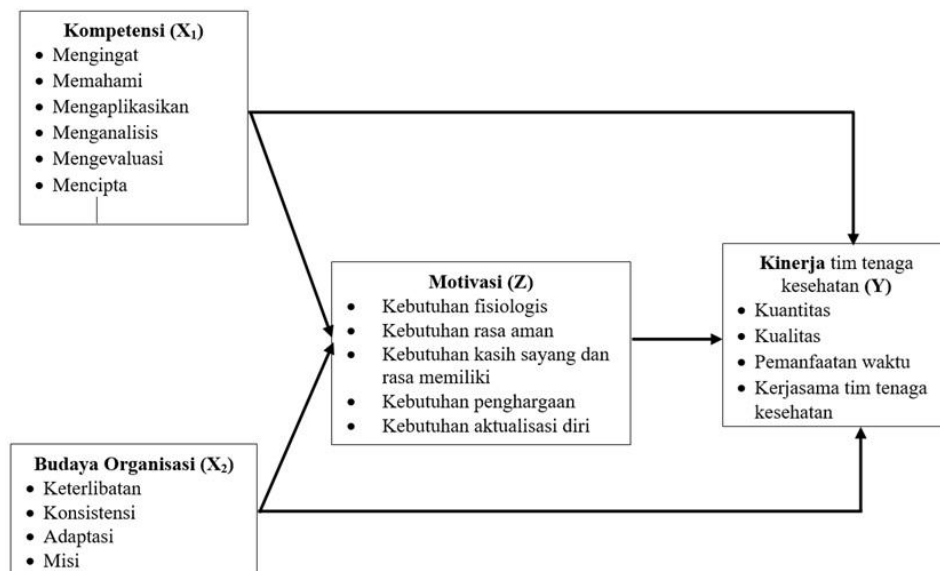 Kompetensi (X₁)
• Mengingat
• Memahami
• Mengaplikasikan
• Menganalisis
• Mengevaluasi
• Mencipta
Motivasi (Z)
• Kebutuhan fisiologis
• Kebutuhan rasa aman
• Kebutuhan kasih sayang dan
rasa memiliki
• Kebutuhan penghargaan
• Kebutuhan aktualisasi diri
Kinerja tim tenaga
kesehatan (Y)
• Kuantitas
• Kualitas
• Pemanfaatan waktu
• Kerjasama tim tenaga
kesehatan
Budaya Organisasi (X₂)
• Keterlibatan
• Konsistensi
• Adaptasi
• Misi